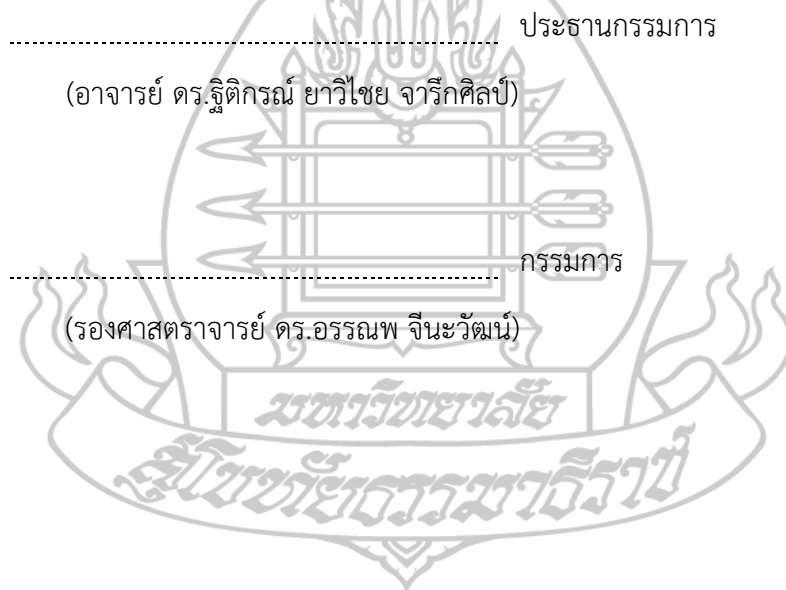 ประธานกรรมการ
(อาจารย์ ดร.ฐิติกรณ์ ยาวิไชย จารึกศิลป์)
กรรมการ
(รองศาสตราจารย์ ดร.อรรณพ จีนะวัฒน์)
มหาวิทยาลัย
สุโขทัยธรรมาธิราช